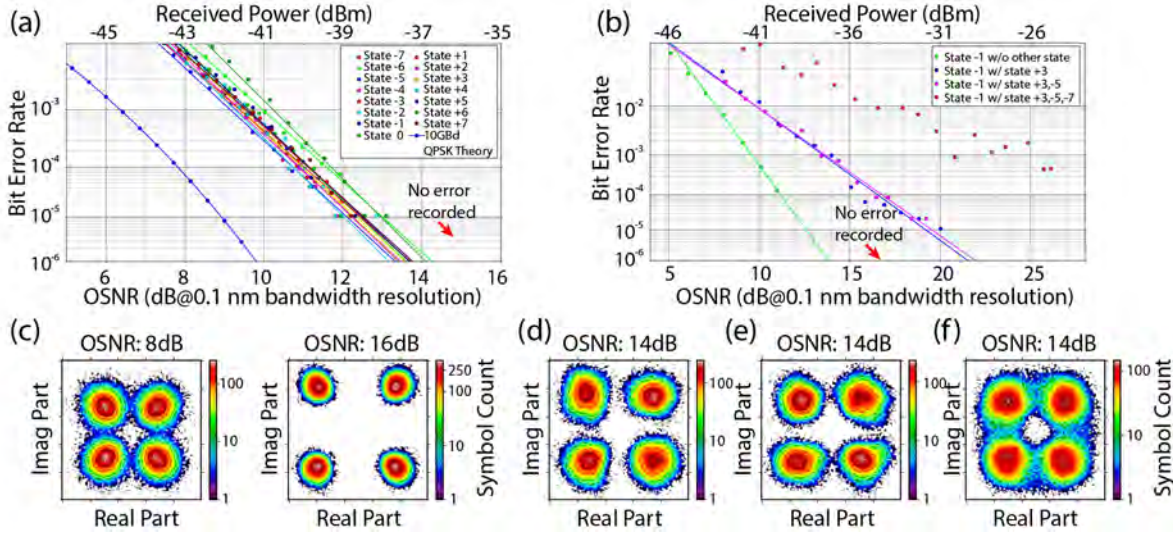 (a) Received Power (dBm)
-45 -43 -41 -39 -37 -35
State -7 State +1
State -6 State +2
State -5 State +3
State -4 State +4
State -3 State +5
State -2 State +6
State -1 State +7
State 0 10GBd
QPSK Theory
Bit Error Rate
10-3
10-4
10-5
10-6
No error
recorded
6 8 10 12 14 16
OSNR (dB@0.1 nm bandwidth resolution)
(b) Received Power (dBm)
-46 -43 -40 -37 -34 -31 -28 -25
State -1 w/o other state
State -1 w/ state +3
State -1 w/ state +3,-5
State -1 w/ state +3,-5,-7
Bit Error Rate
10-2
10-3
10-4
10-5
10-6
No error
recorded
5 10 15 20 25
OSNR (dB@0.1 nm bandwidth resolution)
(c) OSNR: 8dB
Imag Part
Real Part
100
10
1
OSNR: 16dB
Imag Part
Real Part
250
100
10
1
Symbol Count
(d) OSNR: 14dB
Imag Part
Real Part
100
10
1
(e) OSNR: 14dB
Imag Part
Real Part
100
10
1
(f) OSNR: 14dB
Imag Part
Real Part
100
10
1
Symbol Count